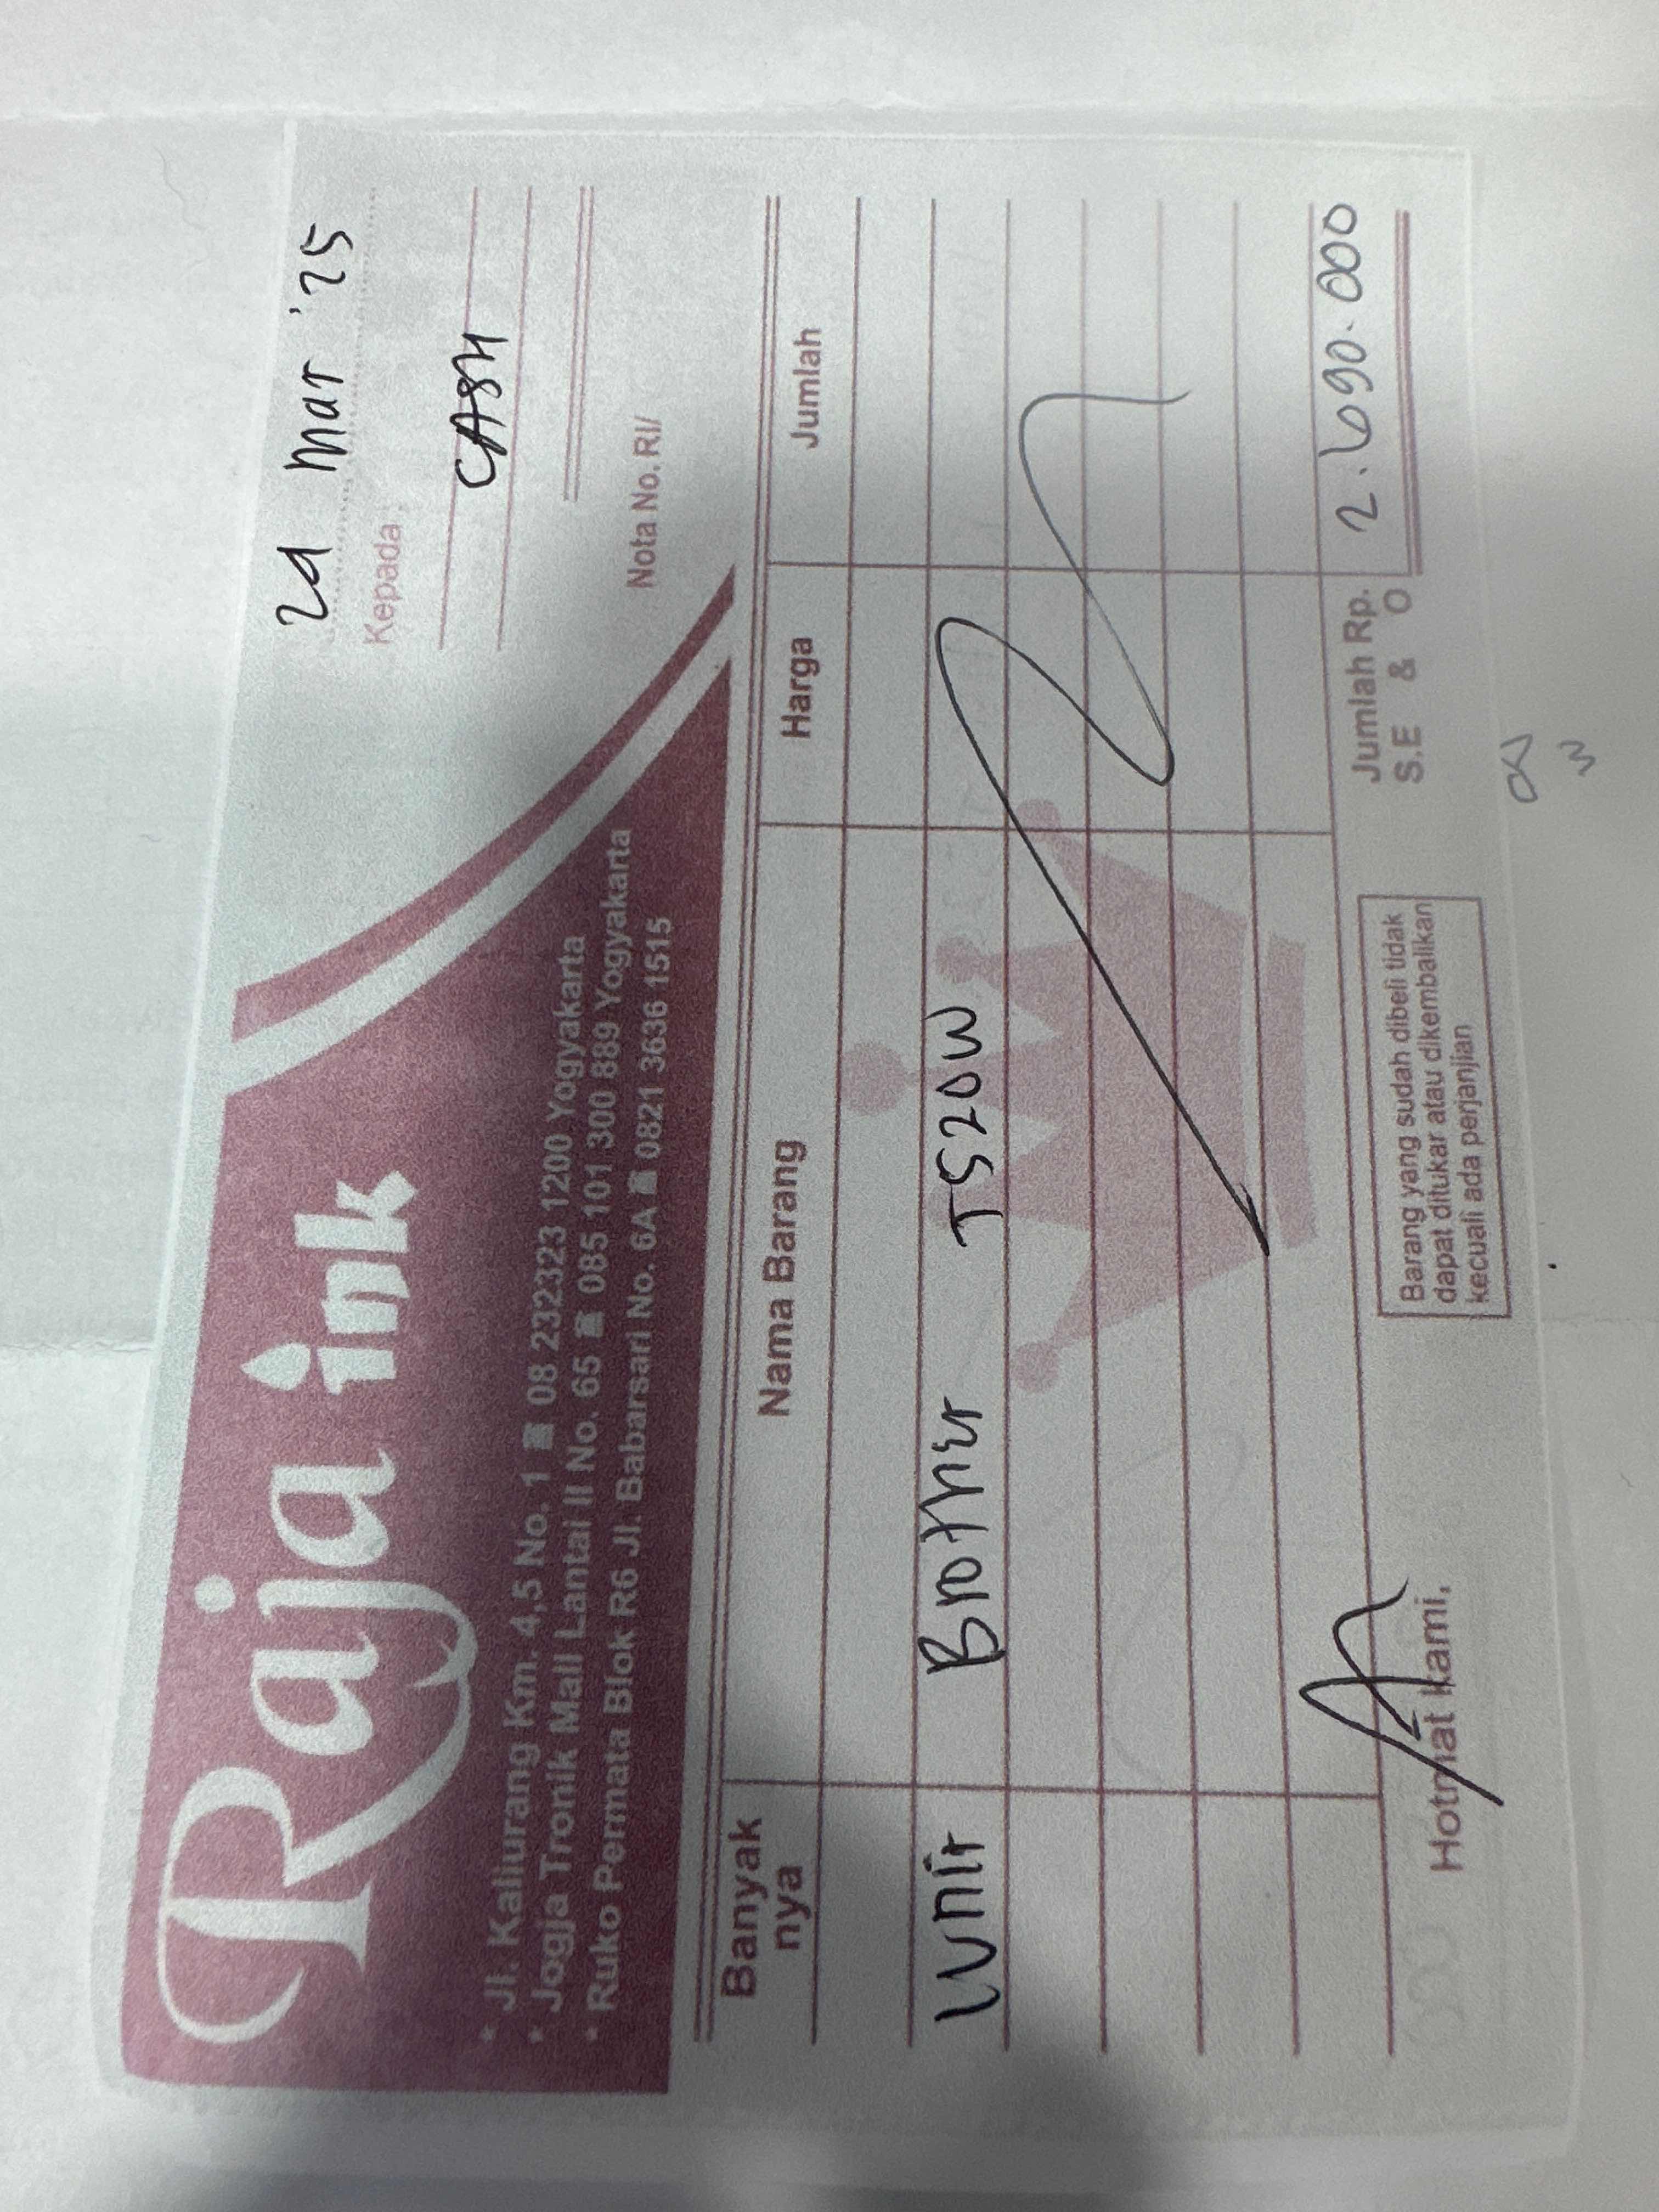 Raja ink
* Jl. Kaliurang Km. 4,5 No. 1 ☎ 08 232323 1200 Yogyakarta
* Jogja Tronik Mall Lantai II No. 65 ☎ 085 101 300 889 Yogyakarta
* Ruko Permata Blok R6 Jl. Babarsari No. 6A ☎ 0821 3636 1515
24 Mar '25
Kepada :
CASH
Nota No. RI/
Banyak nya Nama Barang Harga Jumlah
1 unit Brother T520W
Jumlah Rp. 2.690.000
S.E & O
Barang yang sudah dibeli tidak
dapat ditukar atau dikembalikan
kecuali ada perjanjian
Hormat kami,